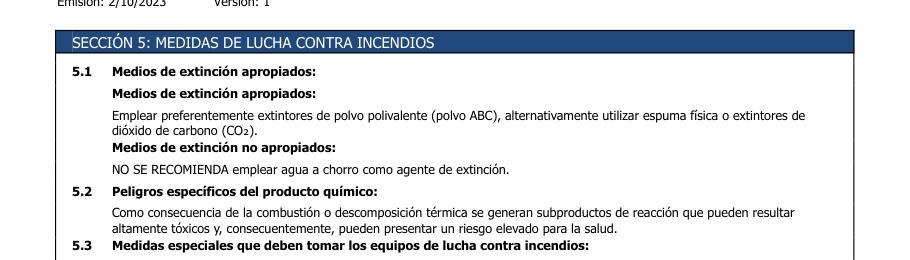 Emisión: 2/10/2023 Versión: 1
SECCIÓN 5: MEDIDAS DE LUCHA CONTRA INCENDIOS
5.1 Medios de extinción apropiados:
Medios de extinción apropiados:
Emplear preferentemente extintores de polvo polivalente (polvo ABC), alternativamente utilizar espuma física o extintores de
dióxido de carbono (CO₂).
Medios de extinción no apropiados:
NO SE RECOMIENDA emplear agua a chorro como agente de extinción.
5.2 Peligros específicos del producto químico:
Como consecuencia de la combustión o descomposición térmica se generan subproductos de reacción que pueden resultar
altamente tóxicos y, consecuentemente, pueden presentar un riesgo elevado para la salud.
5.3 Medidas especiales que deben tomar los equipos de lucha contra incendios: